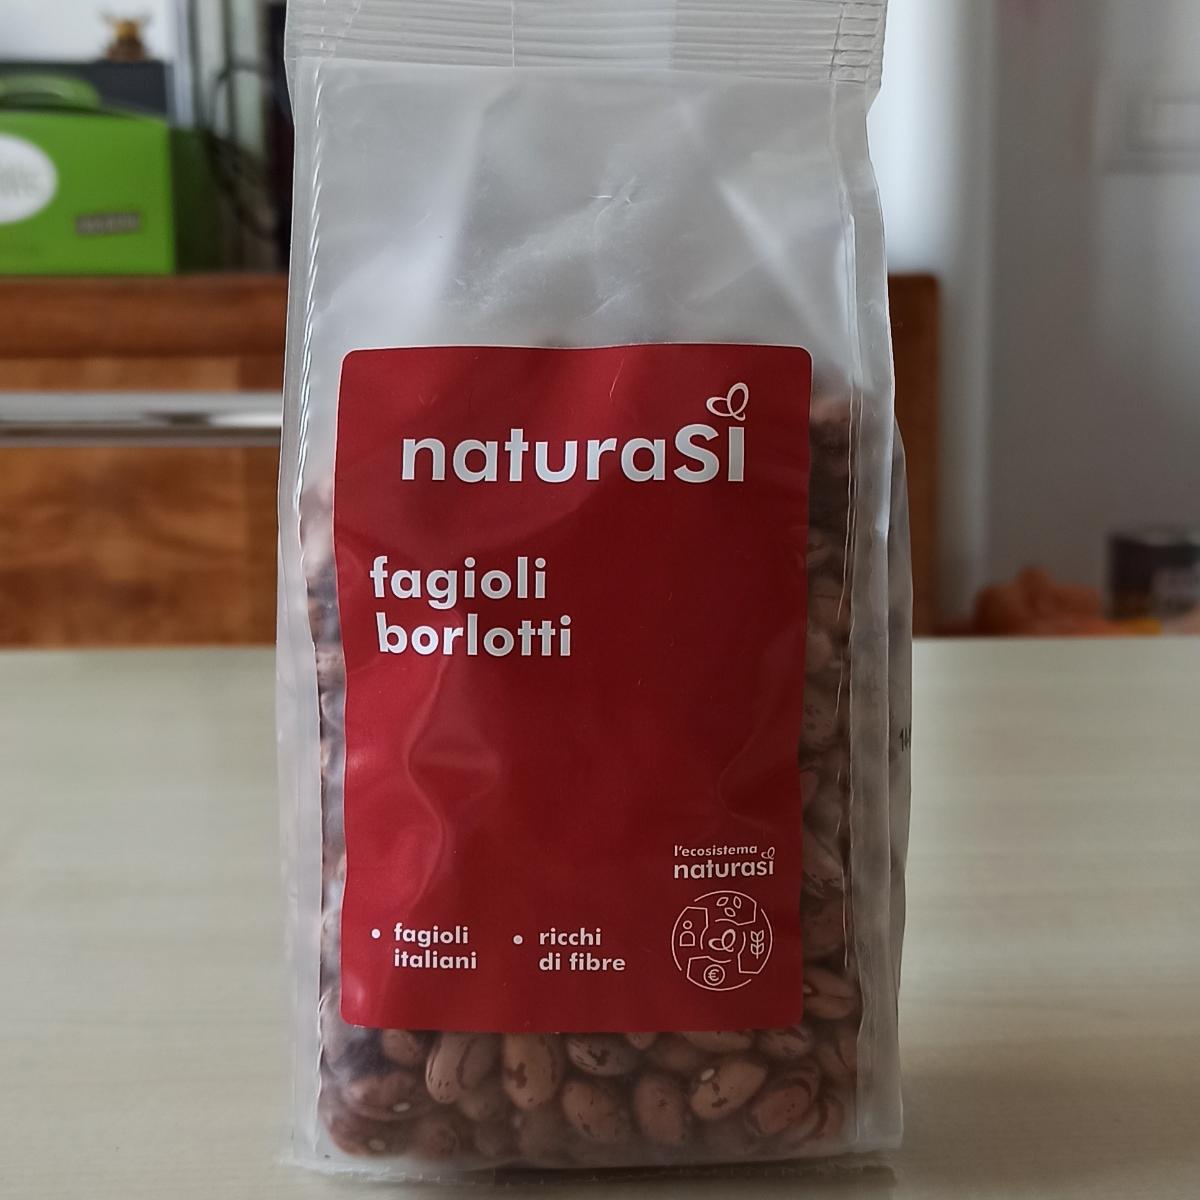 naturaSì
fagioli
borlotti
l'ecosistema
naturasì
• fagioli
italiani
• ricchi
di fibre